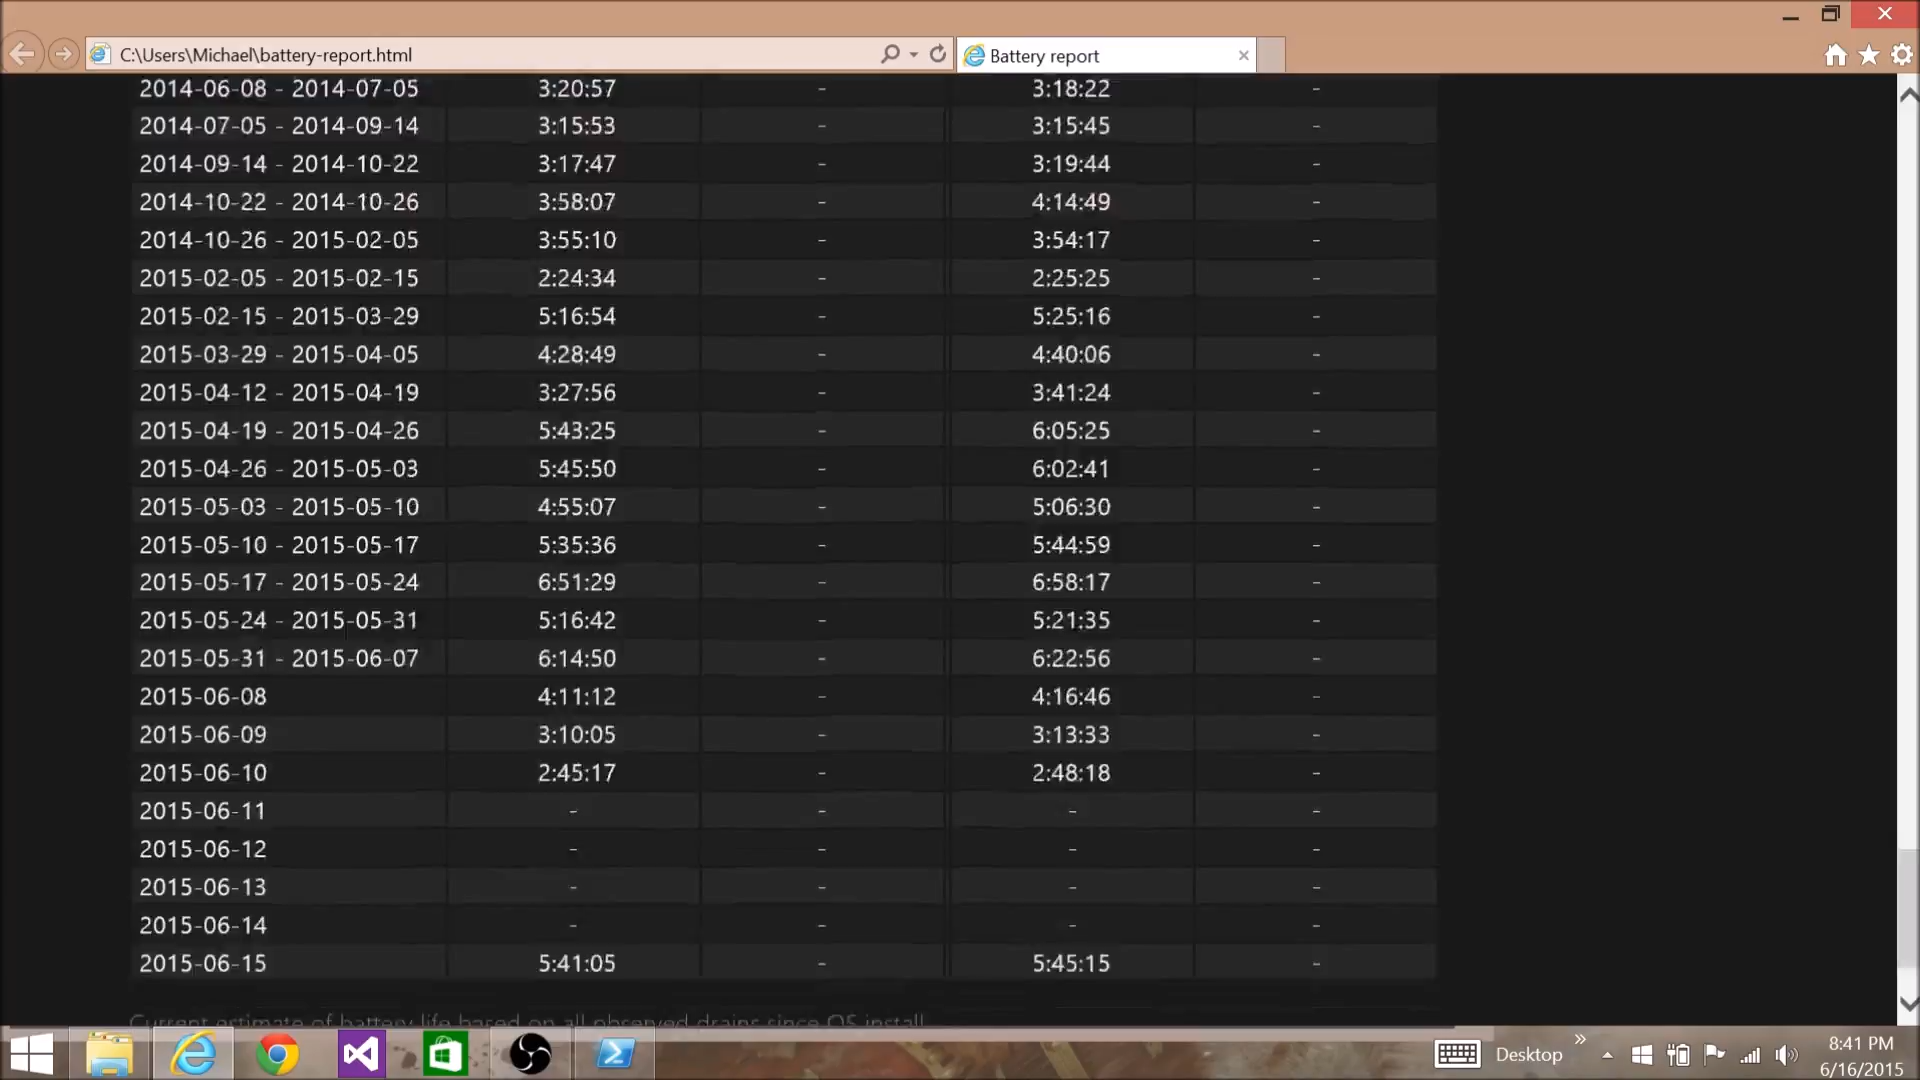 C:\Users\Michael\battery-report.html
Battery report
2014-06-08 - 2014-07-05 3:20:57 - 3:18:22 -
2014-07-05 - 2014-09-14 3:15:53 - 3:15:45 -
2014-09-14 - 2014-10-22 3:17:47 - 3:19:44 -
2014-10-22 - 2014-10-26 3:58:07 - 4:14:49 -
2014-10-26 - 2015-02-05 3:55:10 - 3:54:17 -
2015-02-05 - 2015-02-15 2:24:34 - 2:25:25 -
2015-02-15 - 2015-03-29 5:16:54 - 5:25:16 -
2015-03-29 - 2015-04-05 4:28:49 - 4:40:06 -
2015-04-12 - 2015-04-19 3:27:56 - 3:41:24 -
2015-04-19 - 2015-04-26 5:43:25 - 6:05:25 -
2015-04-26 - 2015-05-03 5:45:50 - 6:02:41 -
2015-05-03 - 2015-05-10 4:55:07 - 5:06:30 -
2015-05-10 - 2015-05-17 5:35:36 - 5:44:59 -
2015-05-17 - 2015-05-24 6:51:29 - 6:58:17 -
2015-05-24 - 2015-05-31 5:16:42 - 5:21:35 -
2015-05-31 - 2015-06-07 6:14:50 - 6:22:56 -
2015-06-08 4:11:12 - 4:16:46 -
2015-06-09 3:10:05 - 3:13:33 -
2015-06-10 2:45:17 - 2:48:18 -
2015-06-11 - - - -
2015-06-12 - - - -
2015-06-13 - - - -
2015-06-14 - - - -
2015-06-15 5:41:05 - 5:45:15 -
Current estimate of battery life based on all observed drains since OS install
Desktop
8:41 PM
6/16/2015